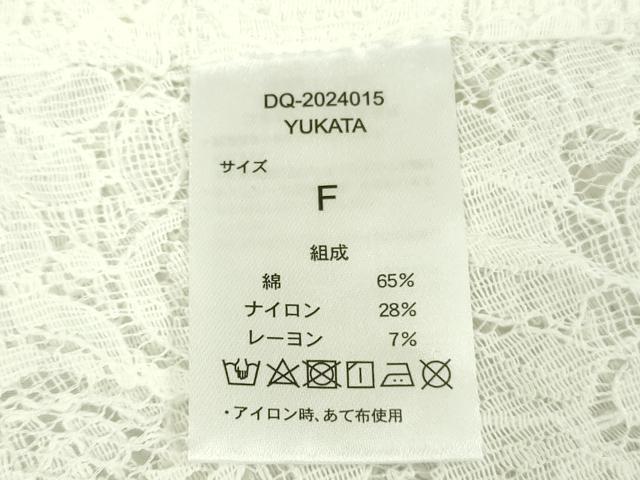 DQ-2024015
YUKATA
サイズ
F
組成
綿 65%
ナイロン 28%
レーヨン 7%
・アイロン時、あて布使用